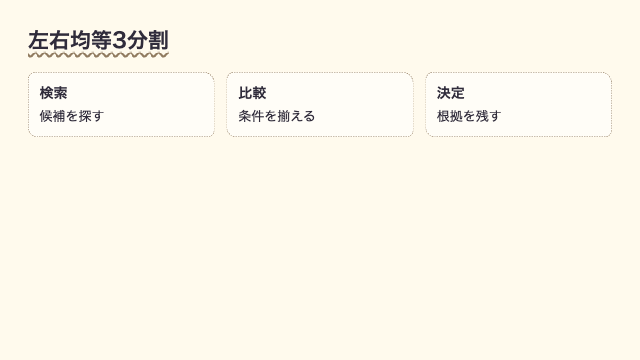 左右均等3分割
検索
候補を探す
比較
条件を揃える
決定
根拠を残す